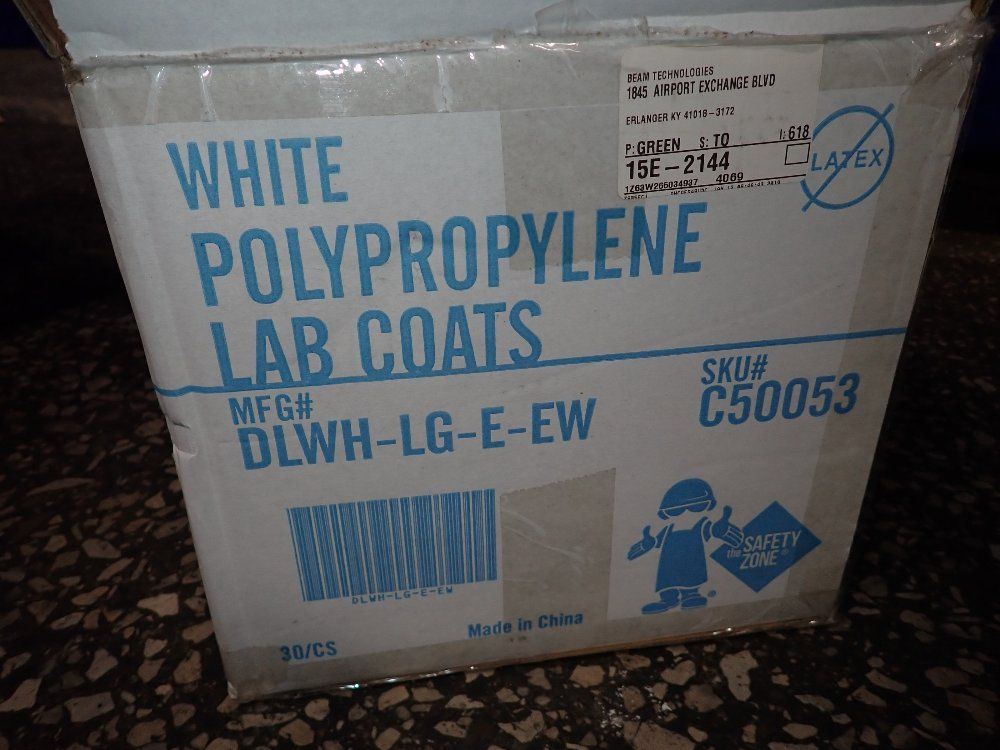 BEAM TECHNOLOGIES
1845 AIRPORT EXCHANGE BLVD
ERLANGER KY 41018-3172
P: GREEN S: TO I: 618
15E-2144
1Z63W266034937 4069
LATEX
WHITE
POLYPROPYLENE
LAB COATS
MFG#
DLWH-LG-E-EW
SKU#
C50053
DLWH-LG-E-EW
the SAFETY
ZONE®
Made in China
30/CS